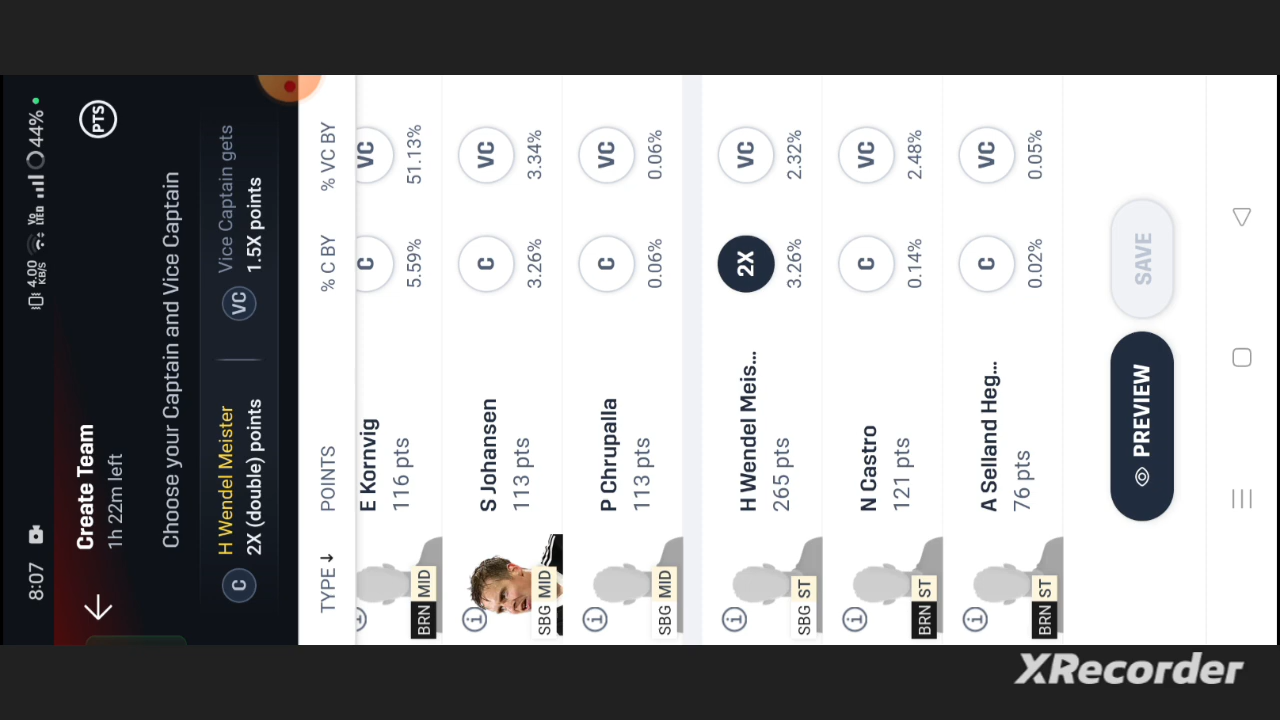 8:07
4.00 KB/S
Vo LTED
44%
Create Team
1h 22m left
PTS
Choose your Captain and Vice Captain
C
H Wendel Meister
2X (double) points
VC
Vice Captain gets
1.5X points
TYPE ↓ POINTS % C BY % VC BY
BRN MID
E Kornvig
116 pts
C
5.59%
VC
51.13%
SBG MID
S Johansen
113 pts
C
3.26%
VC
3.34%
SBG MID
P Chrupalla
113 pts
C
0.06%
VC
0.06%
SBG ST
H Wendel Meis...
265 pts
2X
3.26%
VC
2.32%
BRN ST
N Castro
121 pts
C
0.14%
VC
2.48%
BRN ST
A Selland Heg...
76 pts
C
0.02%
VC
0.05%
PREVIEW
SAVE
XRecorder